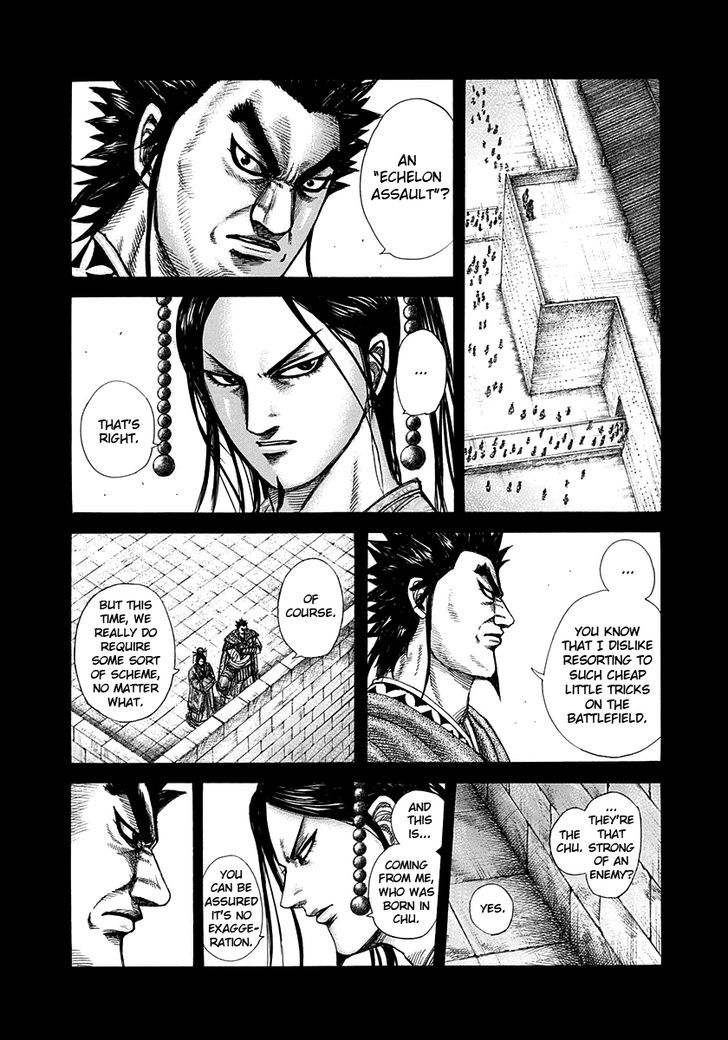 AN
"ECHELON
ASSAULT"?
...
THAT'S
RIGHT.
...
YOU KNOW
THAT I DISLIKE
RESORTING TO
SUCH CHEAP
LITTLE TRICKS
ON THE
BATTLEFIELD.
OF
COURSE.
BUT THIS
TIME, WE
REALLY DO
REQUIRE
SOME SORT
OF SCHEME,
NO MATTER
WHAT.
...
THEY'RE
THAT
STRONG
OF AN
ENEMY?
THE
CHU.
YES.
AND
THIS
IS...
COMING
FROM ME,
WHO WAS
BORN IN
CHU.
YOU
CAN BE
ASSURED
IT'S NO
EXAGGE-
RATION.